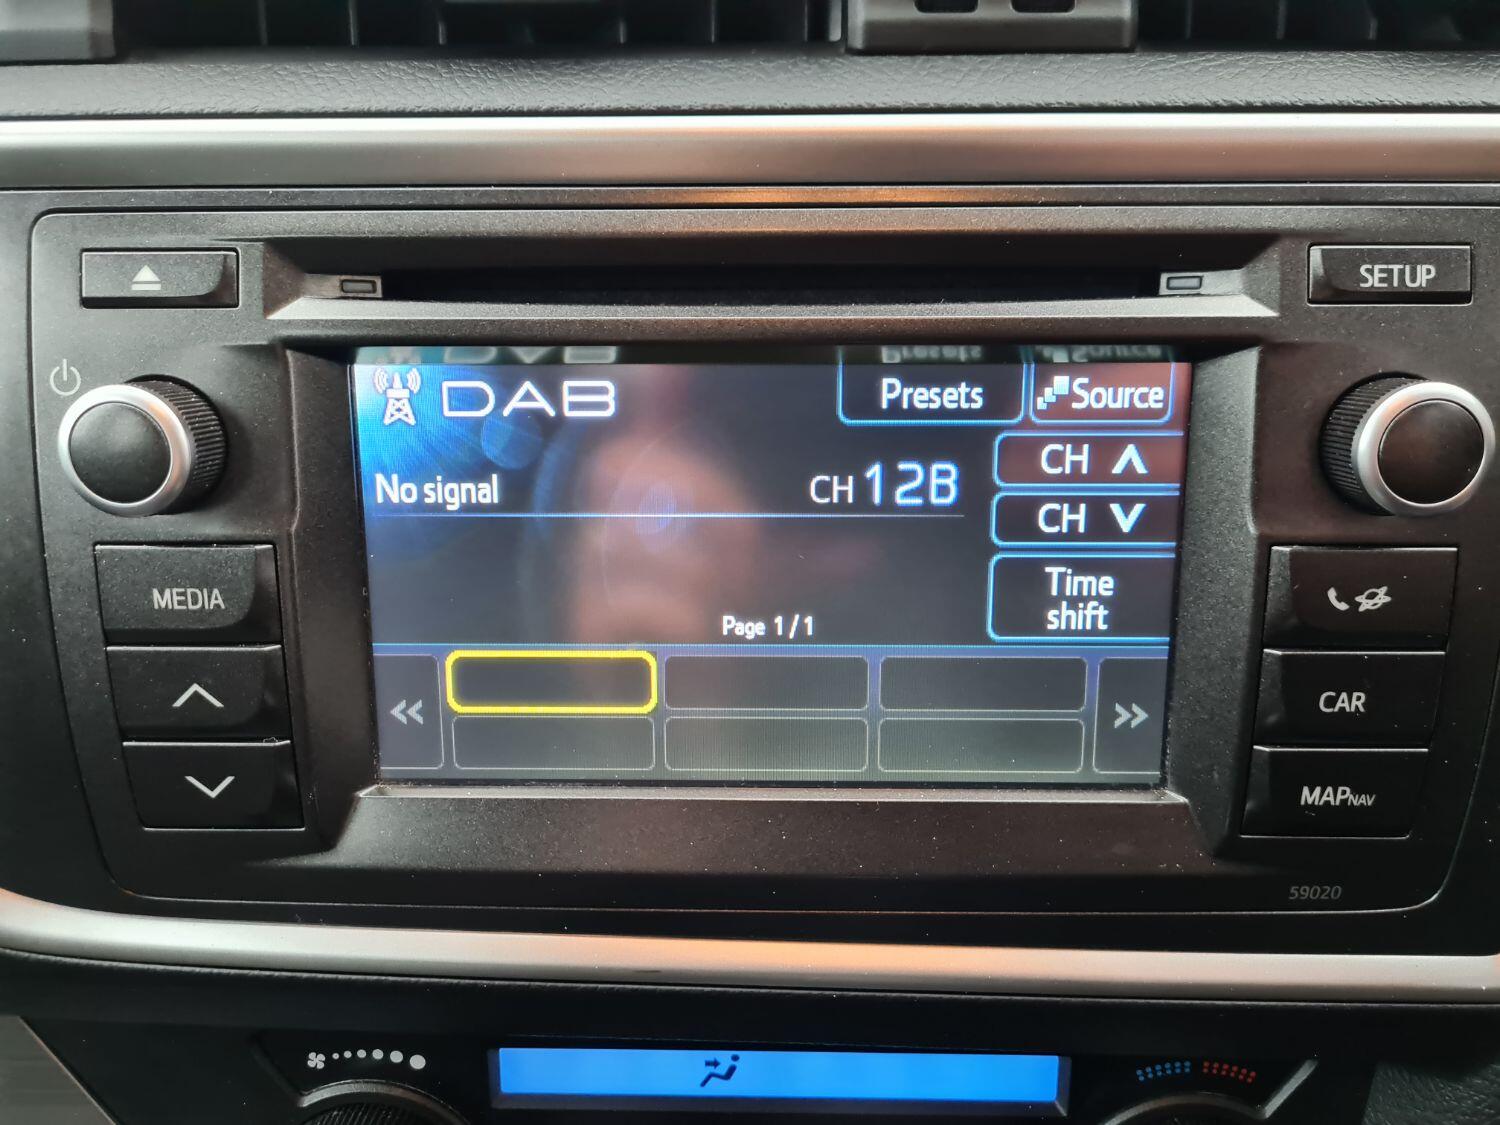 SETUP
DAB
Presets
Source
No signal
CH 12B
CH
CH
Time
shift
Page 1/1
MEDIA
CAR
MAPNAV
59020